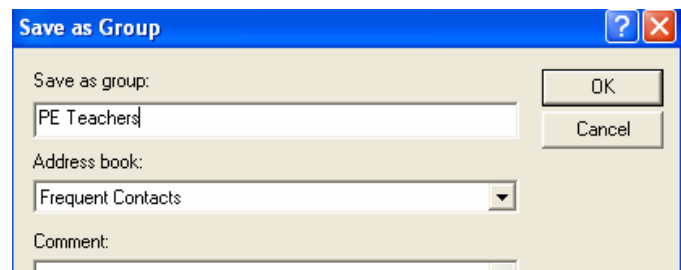 Save as Group
Save as group:
OK
PE Teachers
Cancel
Address book:
Frequent Contacts
Comment: